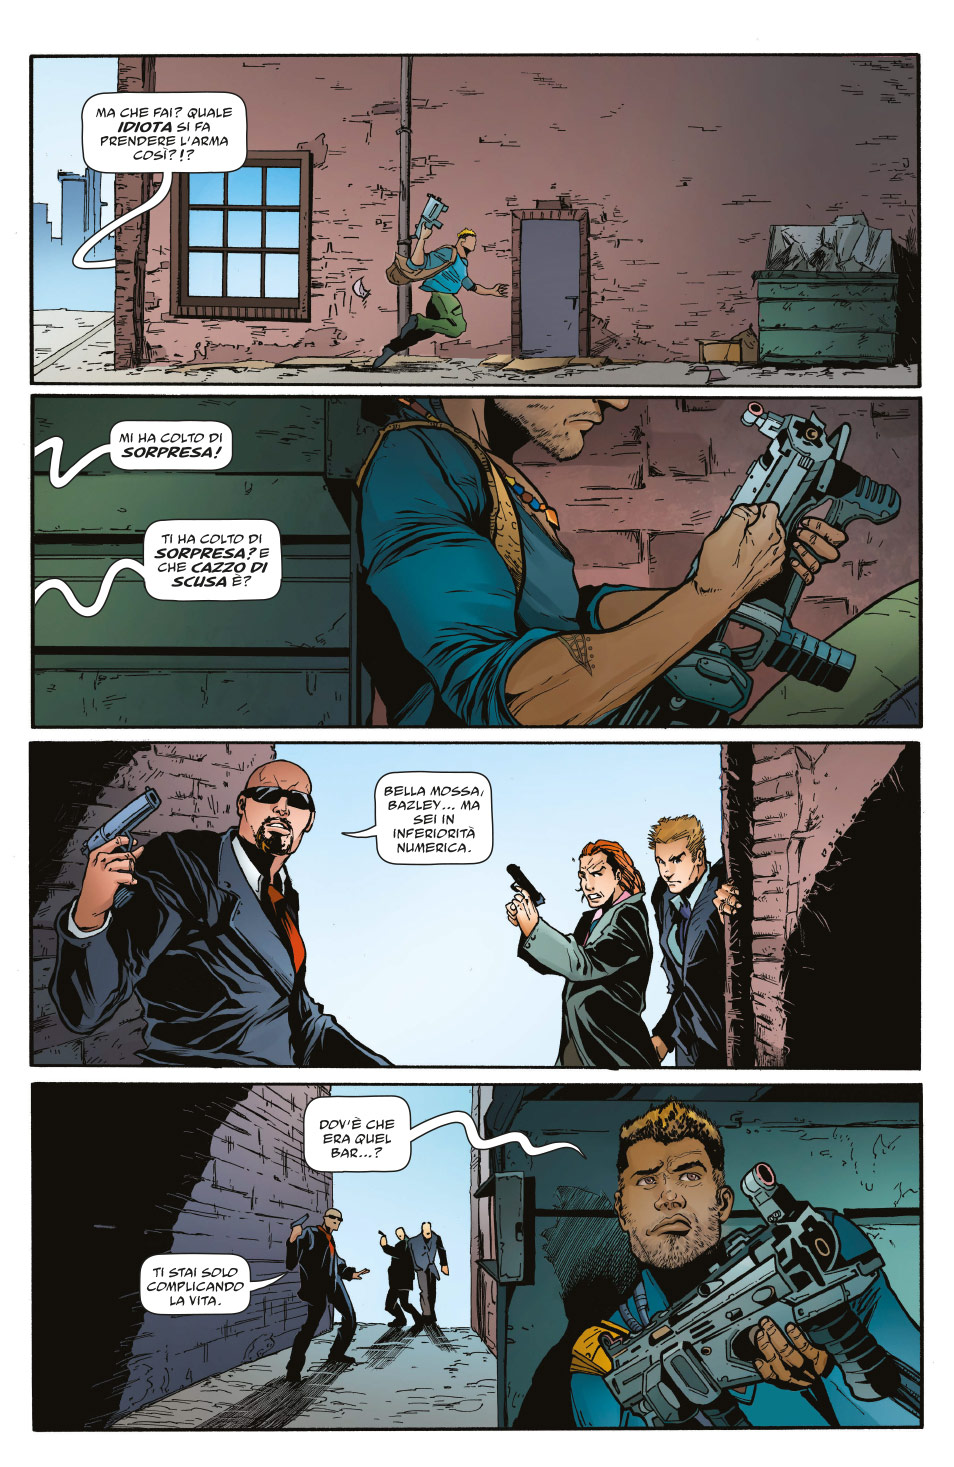 MA CHE FAI? QUALE
IDIOTA SI FA
PRENDERE L'ARMA
COSÌ?!?
MI HA COLTO DI
SORPRESA!
TI HA COLTO DI
SORPRESA? E
CHE CAZZO DI
SCUSA È?
BELLA MOSSA,
BAZLEY... MA
SEI IN
INFERIORITÀ
NUMERICA.
DOV'È CHE
ERA QUEL
BAR...?
TI STAI SOLO
COMPLICANDO
LA VITA.